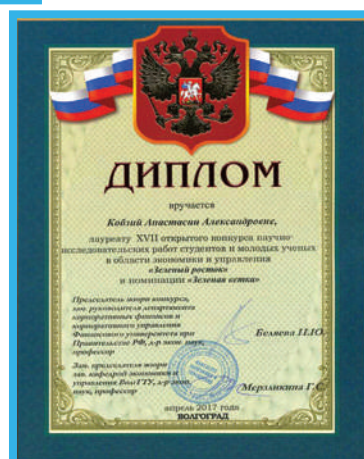 ДИПЛОМ
вручается
Кобзий Анастасии Александровне,
лауреату XVII открытого конкурса научно-
исследовательских работ студентов и молодых ученых
в области экономики и управления
«Зеленый росток»
в номинации «Зеленая ветка»
Председатель жюри конкурса,
зав. руководителя департамента
корпоративных финансов и
корпоративного управления
Финансового университета при
Правительстве РФ, д-р экон. наук,
профессор
Беляева И.Ю.
Зам. председателя жюри
зав. кафедрой экономики и
управления ВолгГТУ, д-р экон.
наук, профессор
Мерзликина Г.С.
апрель 2017 года
ВОЛГОГРАД